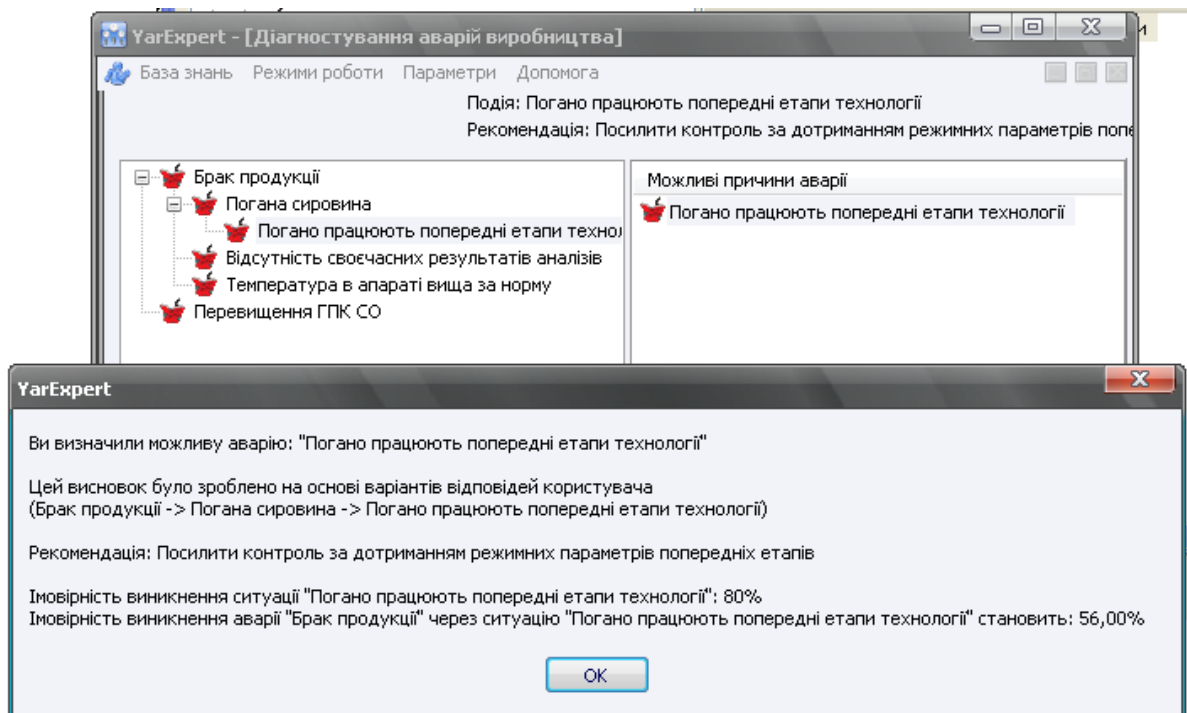 YarExpert - [Діагностування аварій виробництва]
База знань Режими роботи Параметри Допомога
Подія: Погано працюють попередні етапи технології
Рекомендація: Посилити контроль за дотриманням режимних параметрів попе
Брак продукції
Погана сировина
Погано працюють попередні етапи техно
Відсутність своєчасних результатів аналізів
Температура в апараті вища за норму
Перевищення ГПК СО
Можливі причини аварії
Погано працюють попередні етапи технології
YarExpert
Ви визначили можливу аварію: "Погано працюють попередні етапи технології"
Цей висновок було зроблено на основі варіантів відповідей користувача
(Брак продукції -> Погана сировина -> Погано працюють попередні етапи технології)
Рекомендація: Посилити контроль за дотриманням режимних параметрів попередніх етапів
Імовірність виникнення ситуації "Погано працюють попередні етапи технології": 80%
Імовірність виникнення аварії "Брак продукції" через ситуацію "Погано працюють попередні етапи технології" становить: 56,00%
OK